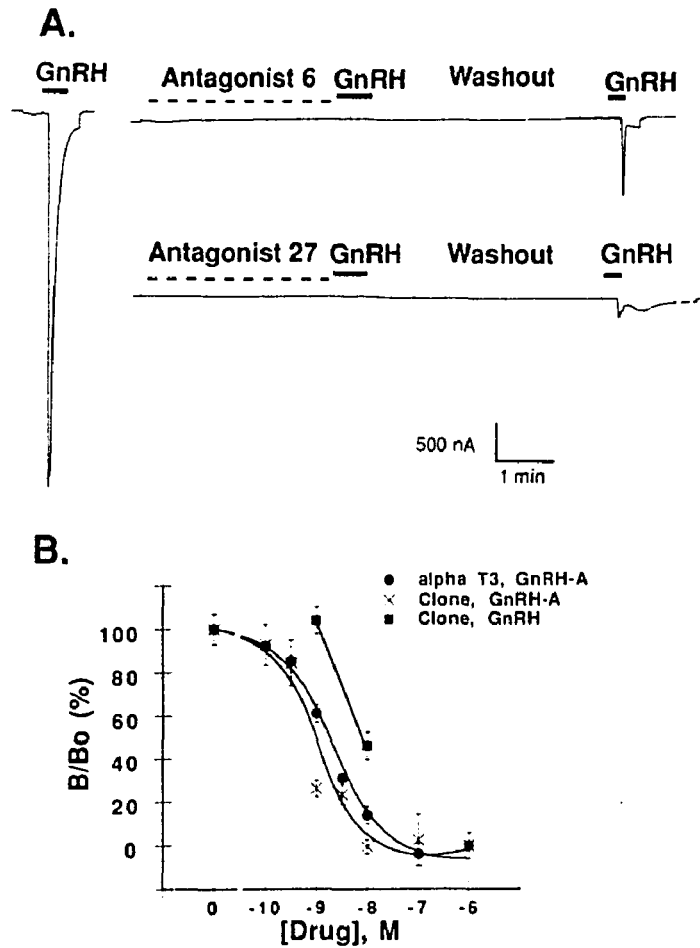 A.
GnRH
Antagonist 6
GnRH
Washout
GnRH
Antagonist 27
GnRH
Washout
GnRH
500 nA
1 min
B.
alpha T3, GnRH-A
Clone, GnRH-A
Clone, GnRH
B/Bo (%)
100
80
60
40
20
0
0 -10 -9 -8 -7 -6
[Drug], M